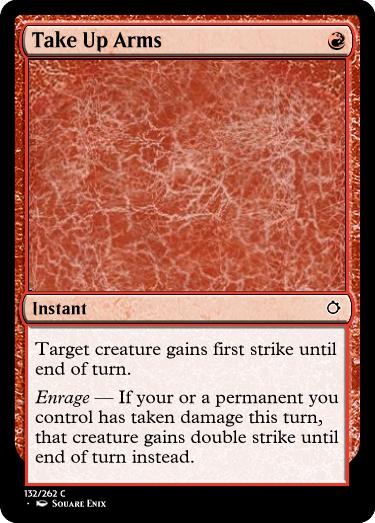 Take Up Arms
Instant
Target creature gains first strike until
end of turn.
Enrage — If your or a permanent you
control has taken damage this turn,
that creature gains double strike until
end of turn instead.
132/262 C
· Square Enix